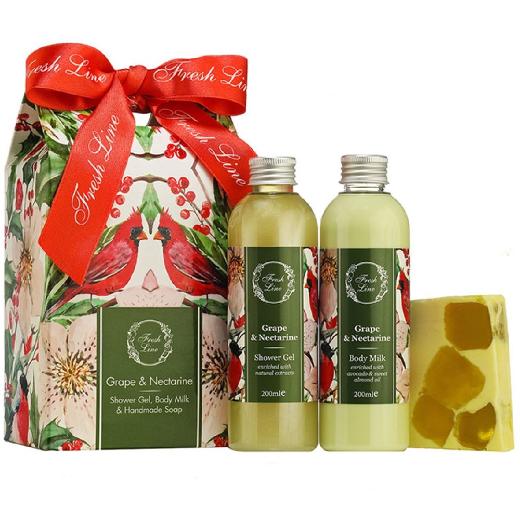 Fresh Line
Fresh Line
Fresh Line
Fresh Line
Fresh
Line
Grape & Nectarine
Shower Gel, Body Milk
& Handmade Soap
Fresh
Line
Grape
& Nectarine
Shower Gel
enriched with
natural extracts
200ml℮
Fresh
Line
Grape
& Nectarine
Body Milk
enriched with
avocado & sweet
almond oil
200ml℮